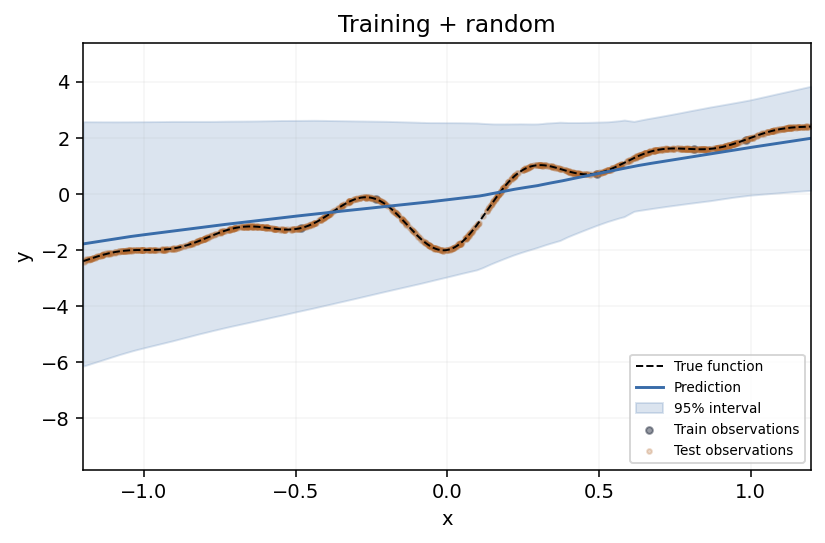 Training + random
y
4
2
0
−2
−4
−6
−8
−1.0 −0.5 0.0 0.5 1.0
x
True function
Prediction
95% interval
Train observations
Test observations